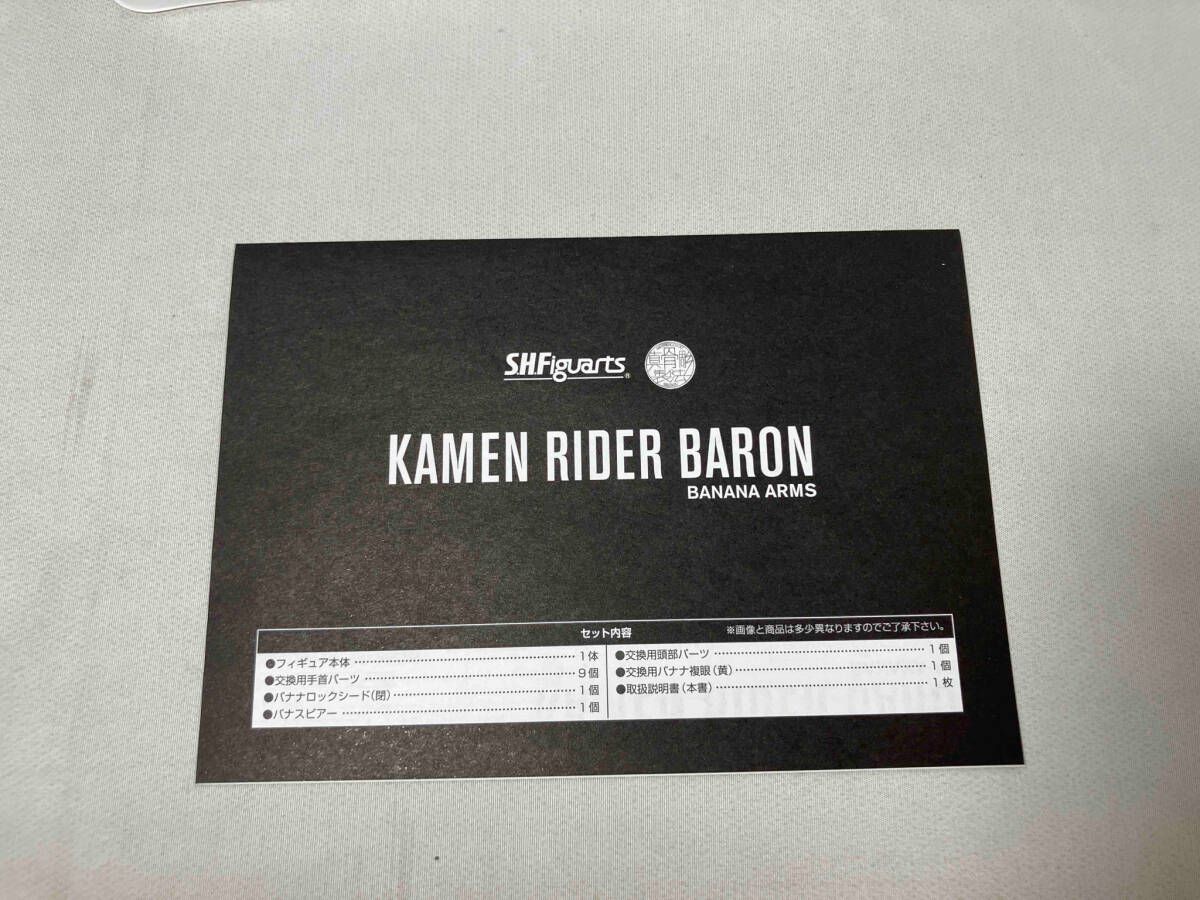 S.H.Figuarts®
真骨彫製法
KAMEN RIDER BARON
BANANA ARMS
セット内容 ※画像と商品は多少異なりますのでご了承下さい。
●フィギュア本体 …… 1体
●交換用手首パーツ …… 9個
●バナナロックシード(閉) …… 1個
●バナスピアー …… 1個
●交換用頭部パーツ …… 1個
●交換用バナナ複眼(黄) …… 1個
●取扱説明書(本書) …… 1枚